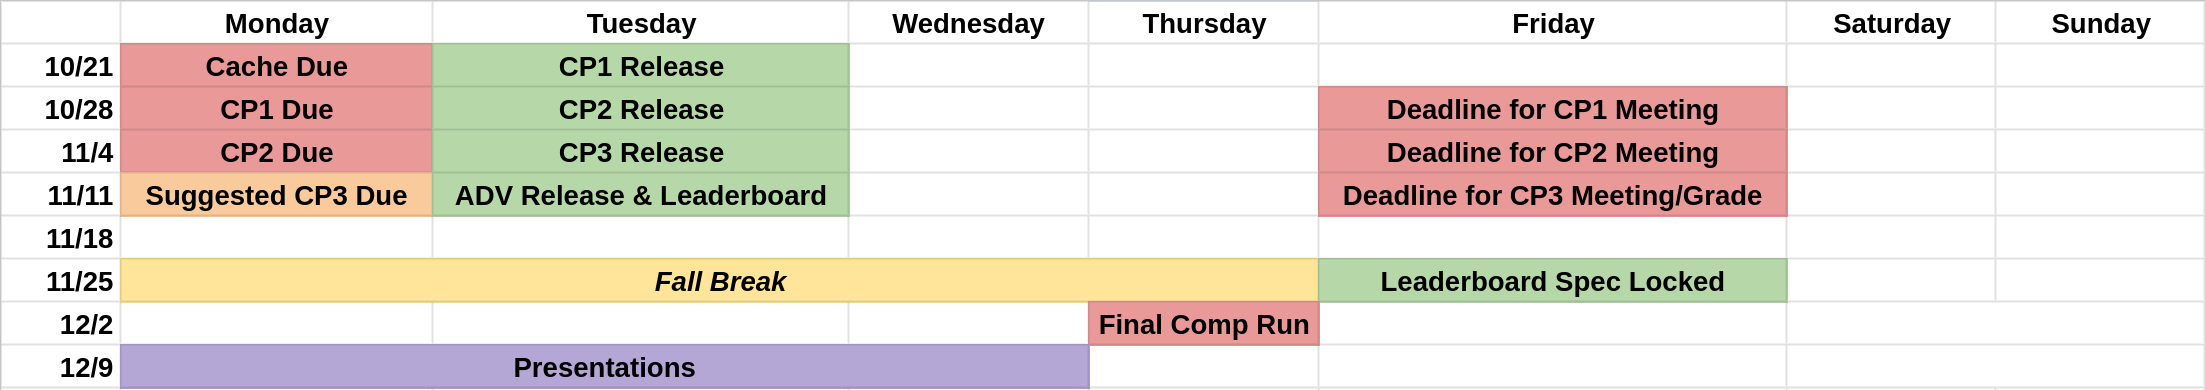 Monday Tuesday Wednesday Thursday Friday Saturday Sunday
10/21 Cache Due CP1 Release
10/28 CP1 Due CP2 Release Deadline for CP1 Meeting
11/4 CP2 Due CP3 Release Deadline for CP2 Meeting
11/11 Suggested CP3 Due ADV Release & Leaderboard Deadline for CP3 Meeting/Grade
11/18
11/25 Fall Break Leaderboard Spec Locked
12/2 Final Comp Run
12/9 Presentations